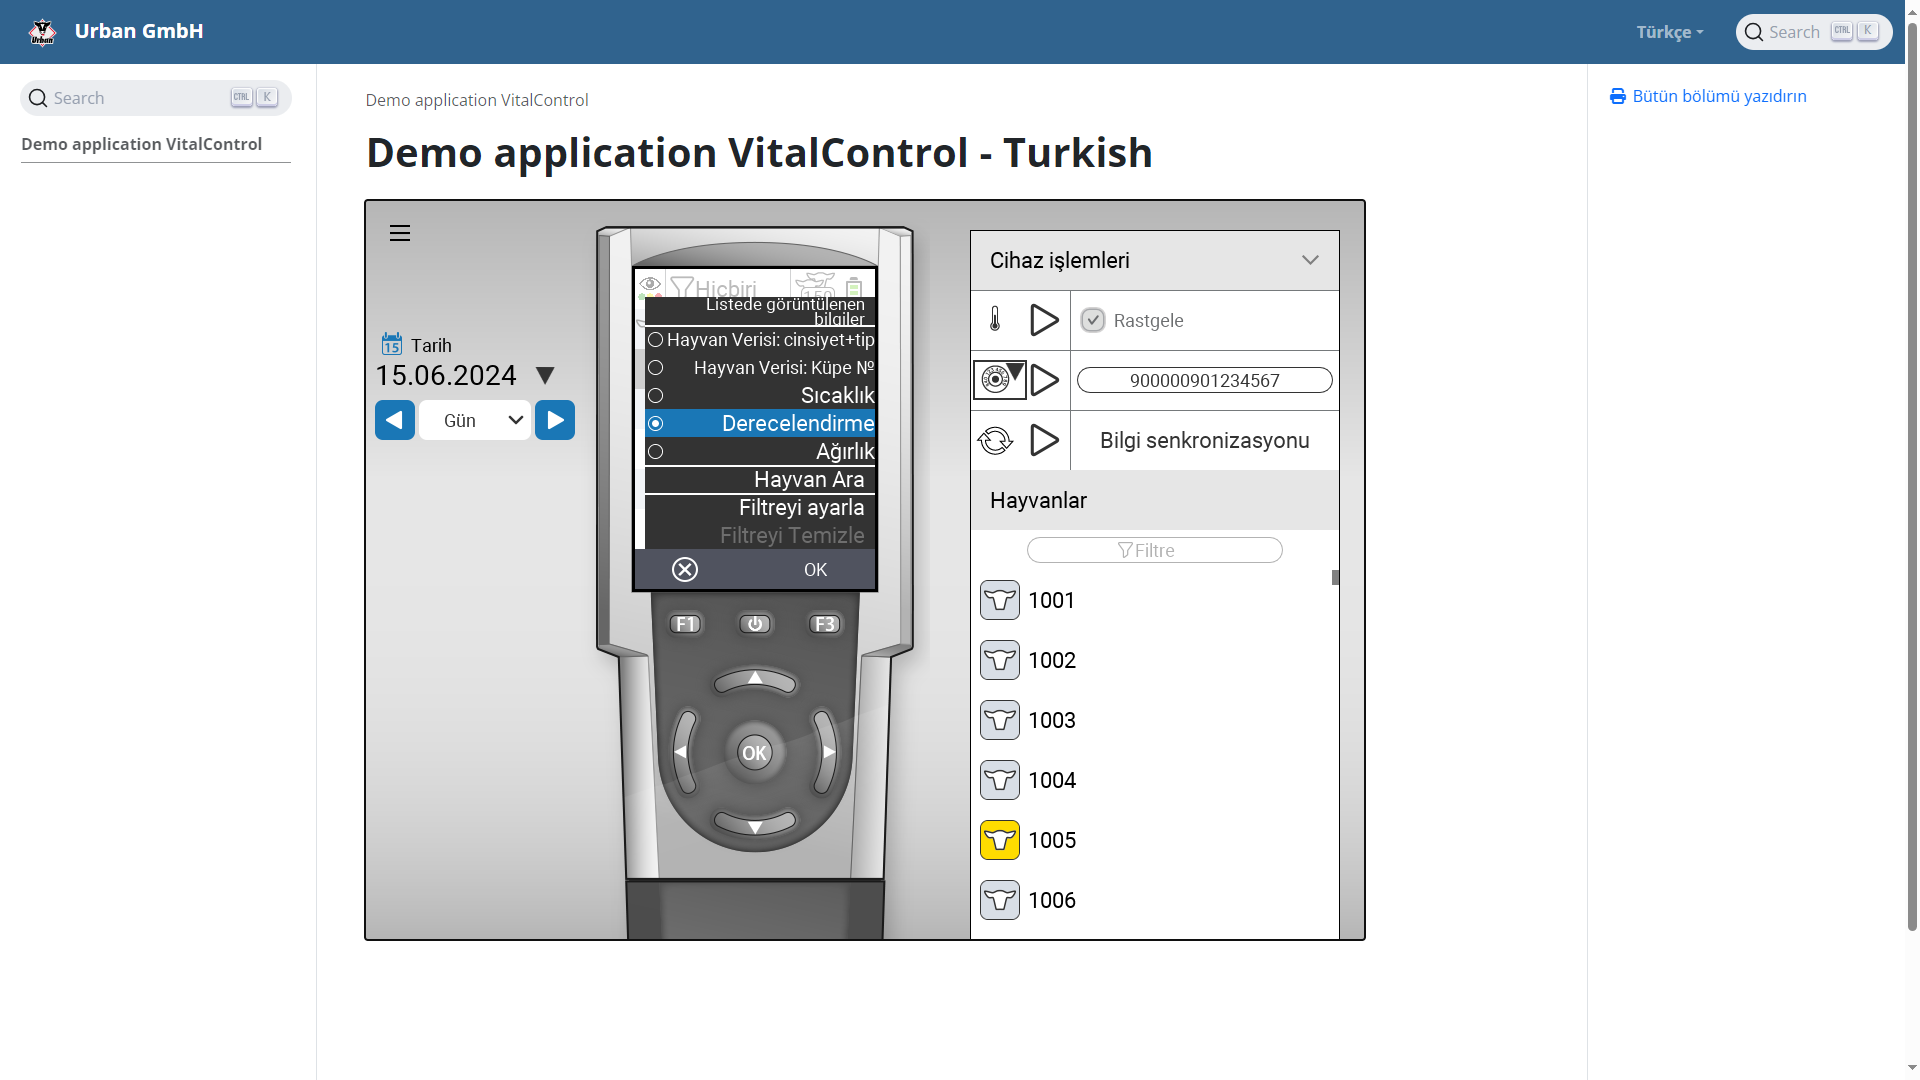 Urban GmbH
Türkçe
Search CTRL K
Search CTRL K
Demo application VitalControl
Demo application VitalControl
Demo application VitalControl - Turkish
Bütün bölümü yazıdırın
15 Tarih
15.06.2024
Gün
Hiçbiri
150
Listede görüntülenen
bilgiler
Hayvan Verisi: cinsiyet+tip
Hayvan Verisi: Küpe №
Sıcaklık
Derecelendirme
Ağırlık
Hayvan Ara
Filtreyi ayarla
Filtreyi Temizle
OK
F1
F3
OK
Cihaz işlemleri
Rastgele
900000901234567
Bilgi senkronizasyonu
Hayvanlar
Filtre
1001
1002
1003
1004
1005
1006